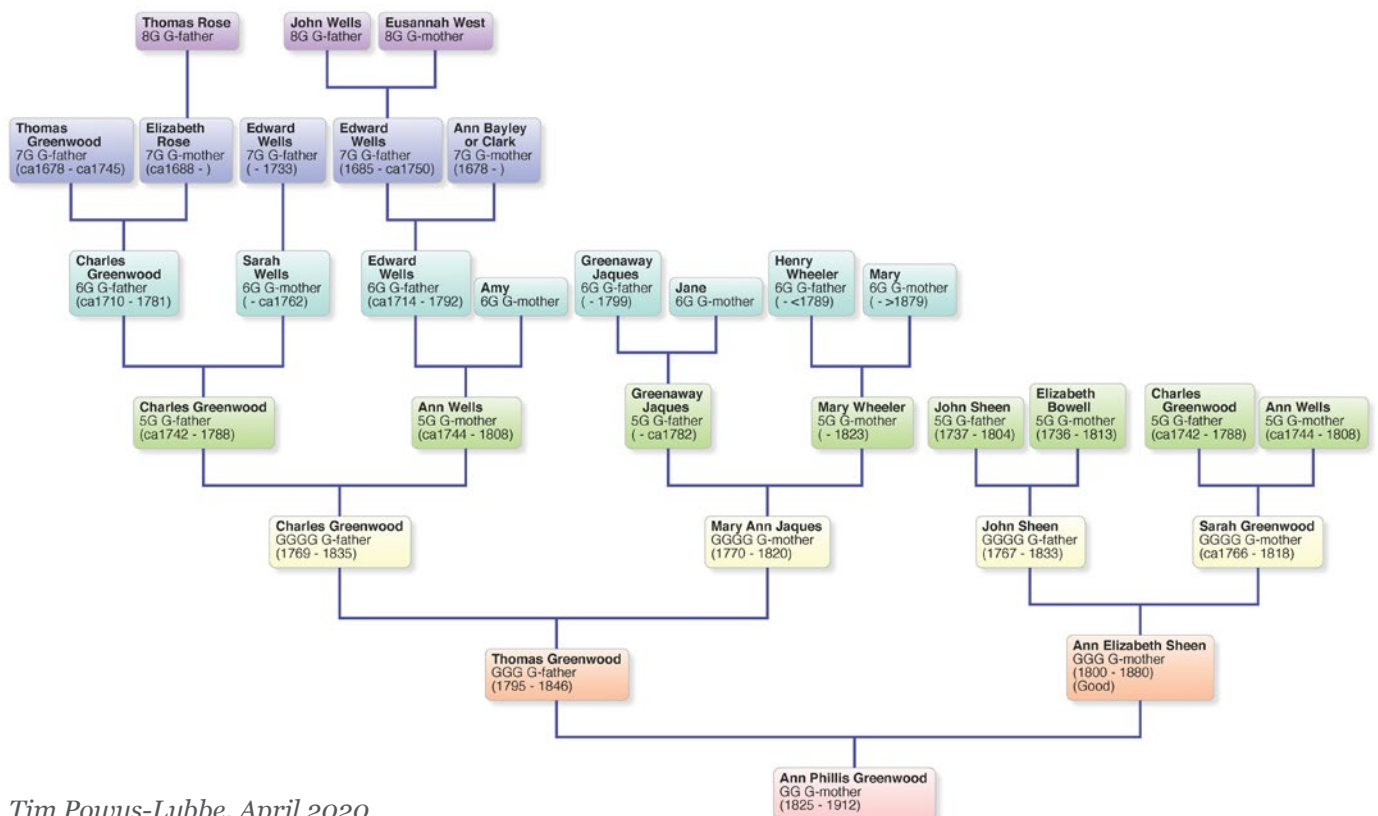 Thomas Rose
8G G-father
John Wells
8G G-father
Eusannah West
8G G-mother
Thomas
Greenwood
7G G-father
(ca1678 - ca1745)
Elizabeth
Rose
7G G-mother
(ca1688 - )
Edward
Wells
7G G-father
( - 1733)
Edward
Wells
7G G-father
(1685 - ca1750)
Ann Bayley
or Clark
7G G-mother
(1678 - )
Charles
Greenwood
6G G-father
(ca1710 - 1781)
Sarah
Wells
6G G-mother
( - ca1762)
Edward
Wells
6G G-father
(ca1714 - 1792)
Amy
6G G-mother
Greenaway
Jaques
6G G-father
( - 1799)
Jane
6G G-mother
Henry
Wheeler
6G G-father
( - <1789)
Mary
6G G-mother
( - >1879)
Charles Greenwood
5G G-father
(ca1742 - 1788)
Ann Wells
5G G-mother
(ca1744 - 1808)
Greenaway
Jaques
5G G-father
( - ca1782)
Mary Wheeler
5G G-mother
( - 1823)
John Sheen
5G G-father
(1737 - 1804)
Elizabeth
Bowell
5G G-mother
(1736 - 1813)
Charles
Greenwood
5G G-father
(ca1742 - 1788)
Ann Wells
5G G-mother
(ca1744 - 1808)
Charles Greenwood
GGGG G-father
(1769 - 1835)
Mary Ann Jaques
GGGG G-mother
(1770 - 1820)
John Sheen
GGGG G-father
(1767 - 1833)
Sarah Greenwood
GGGG G-mother
(ca1766 - 1818)
Thomas Greenwood
GGG G-father
(1795 - 1846)
Ann Elizabeth Sheen
GGG G-mother
(1800 - 1880)
(Good)
Ann Phillis Greenwood
GG G-mother
(1825 - 1912)
Tim Powys-Lybbe, April 2020